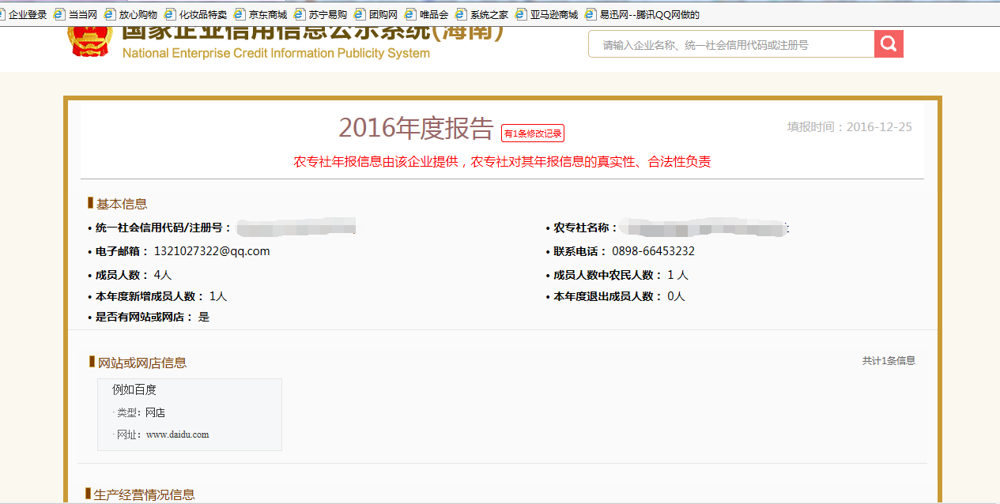 企业登录 当当网 放心购物 化妆品特卖 京东商城 苏宁易购 团购网 唯品会 系统之家 亚马逊商城 易迅网--腾讯QQ网做的
国家企业信用信息公示系统(海南)
National Enterprise Credit Information Publicity System
请输入企业名称、统一社会信用代码或注册号
2016年度报告 有1条修改记录 填报时间：2016-12-25
农专社年报信息由该企业提供，农专社对其年报信息的真实性、合法性负责
基本信息
• 统一社会信用代码/注册号： • 农专社名称：
• 电子邮箱： 1321027322@qq.com • 联系电话： 0898-66453232
• 成员人数： 4人 • 成员人数中农民人数： 1 人
• 本年度新增成员人数： 1人 • 本年度退出成员人数： 0人
• 是否有网站或网店： 是
网站或网店信息 共计1条信息
例如百度
· 类型：网店
· 网址：www.daidu.com
生产经营情况信息